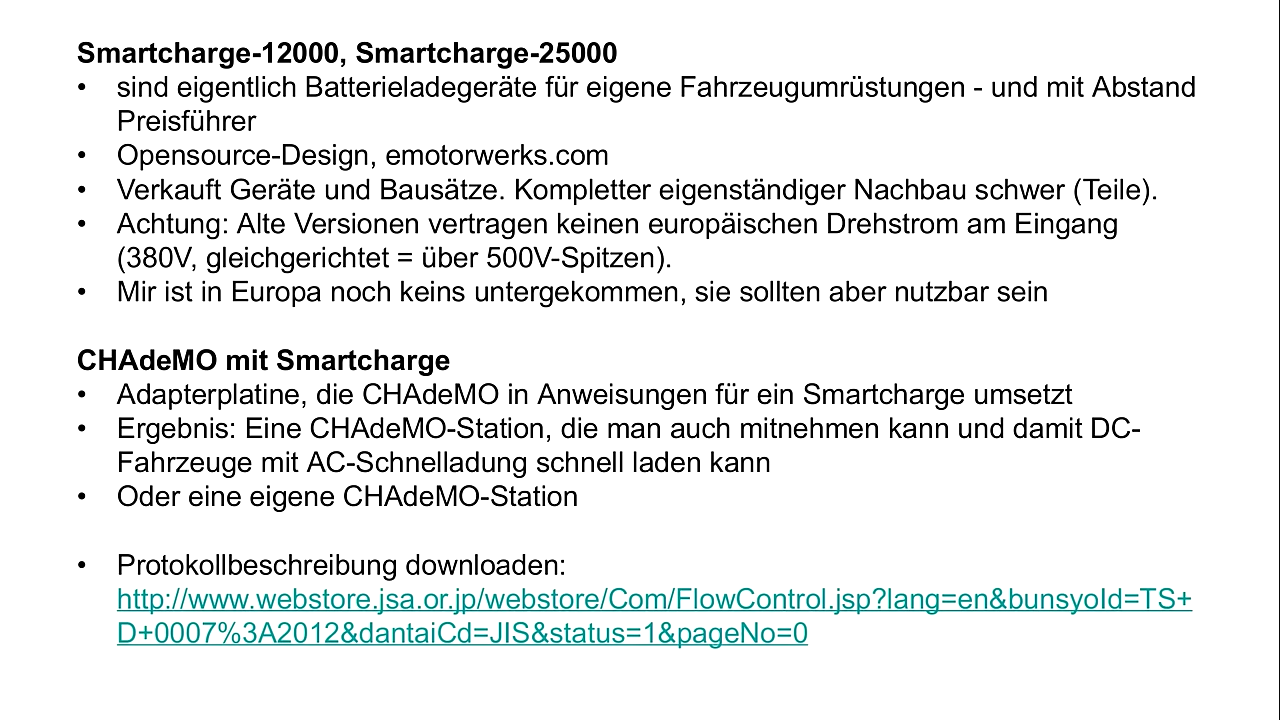 Smartcharge-12000, Smartcharge-25000
• sind eigentlich Batterieladegeräte für eigene Fahrzeugumrüstungen - und mit Abstand
Preisführer
• Opensource-Design, emotorwerks.com
• Verkauft Geräte und Bausätze. Kompletter eigenständiger Nachbau schwer (Teile).
• Achtung: Alte Versionen vertragen keinen europäischen Drehstrom am Eingang
(380V, gleichgerichtet = über 500V-Spitzen).
• Mir ist in Europa noch keins untergekommen, sie sollten aber nutzbar sein
CHAdeMO mit Smartcharge
• Adapterplatine, die CHAdeMO in Anweisungen für ein Smartcharge umsetzt
• Ergebnis: Eine CHAdeMO-Station, die man auch mitnehmen kann und damit DC-
Fahrzeuge mit AC-Schnelladung schnell laden kann
• Oder eine eigene CHAdeMO-Station
• Protokollbeschreibung downloaden:
http://www.webstore.jsa.or.jp/webstore/Com/FlowControl.jsp?lang=en&bunsyoId=TS+
D+0007%3A2012&dantaiCd=JIS&status=1&pageNo=0